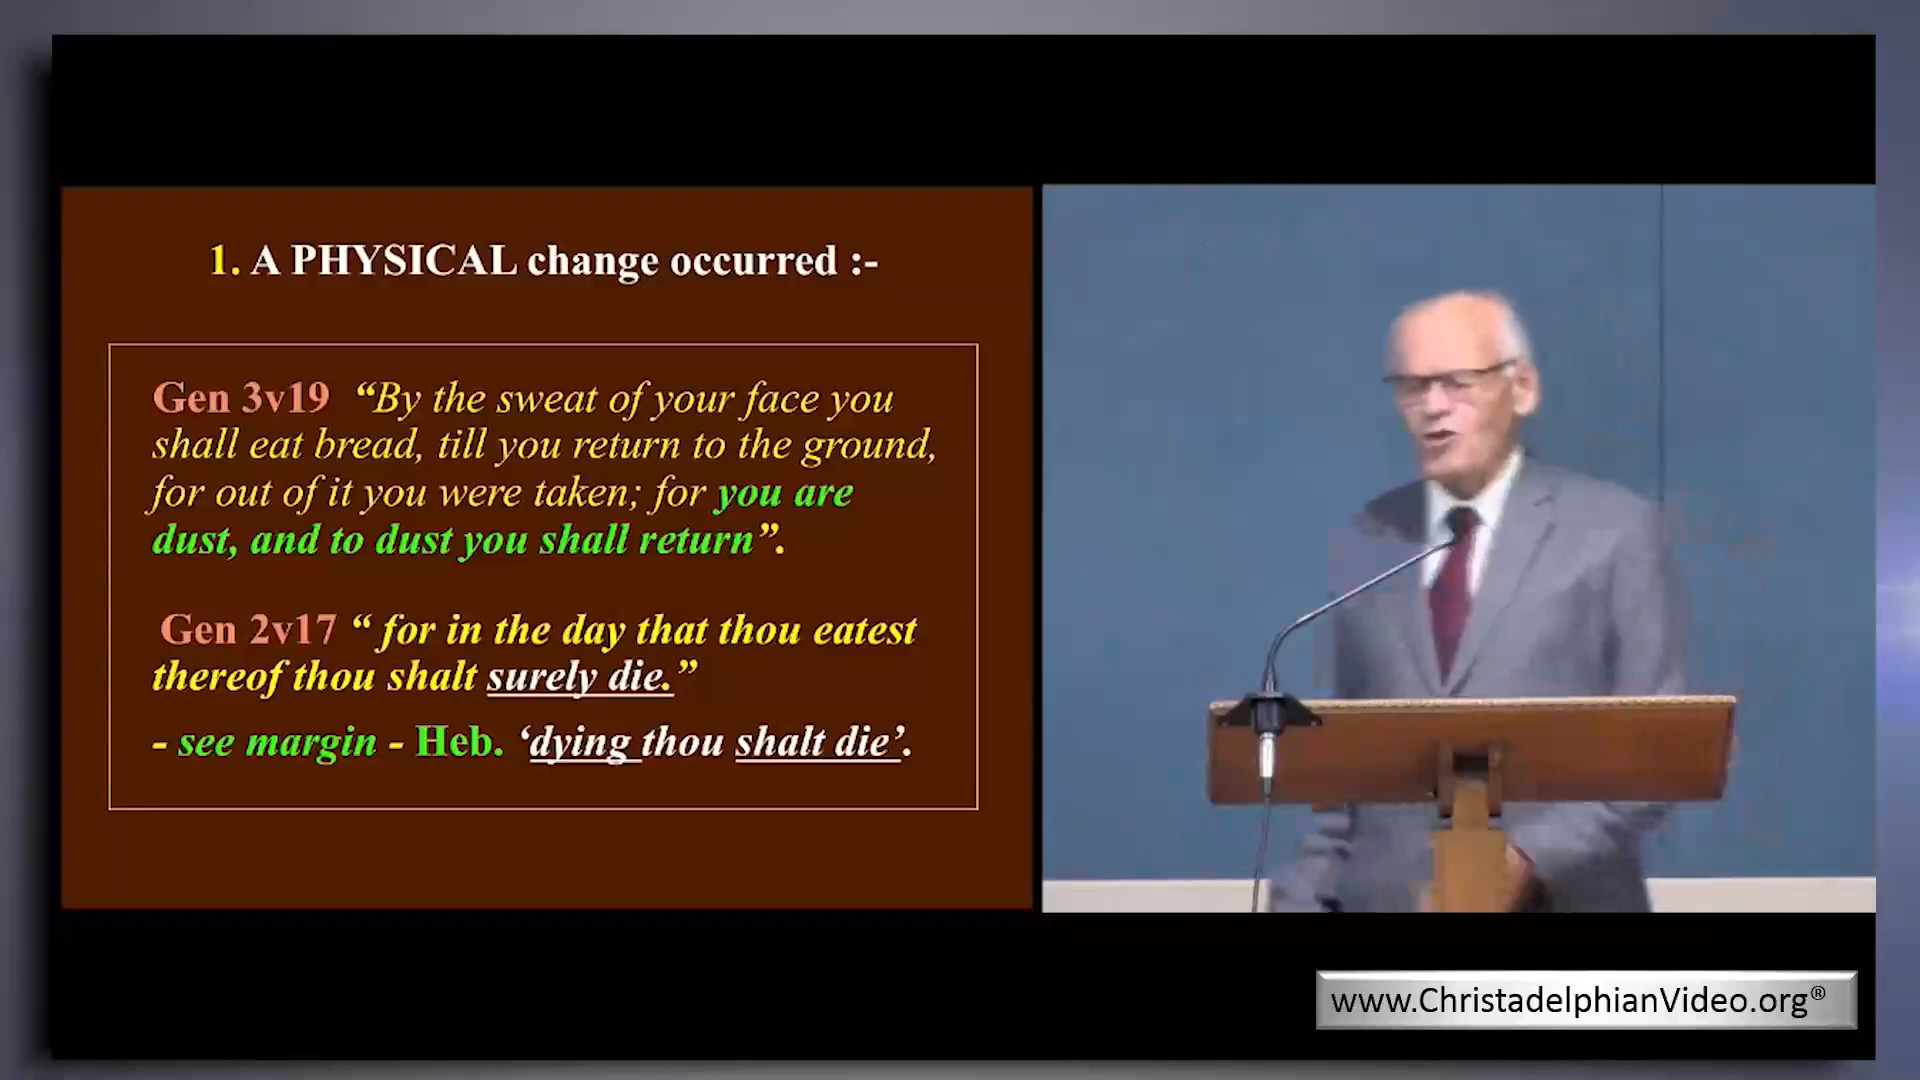 1. A PHYSICAL change occurred :-
Gen 3v19 “By the sweat of your face you
shall eat bread, till you return to the ground,
for out of it you were taken; for you are
dust, and to dust you shall return”.
Gen 2v17 “ for in the day that thou eatest
thereof thou shalt surely die.”
- see margin - Heb. ‘dying thou shalt die’.
www.ChristadelphianVideo.org®